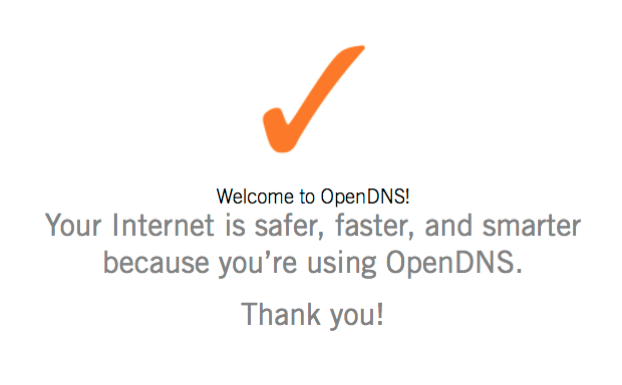 Welcome to OpenDNS!
Your Internet is safer, faster, and smarter
because you’re using OpenDNS.
Thank you!